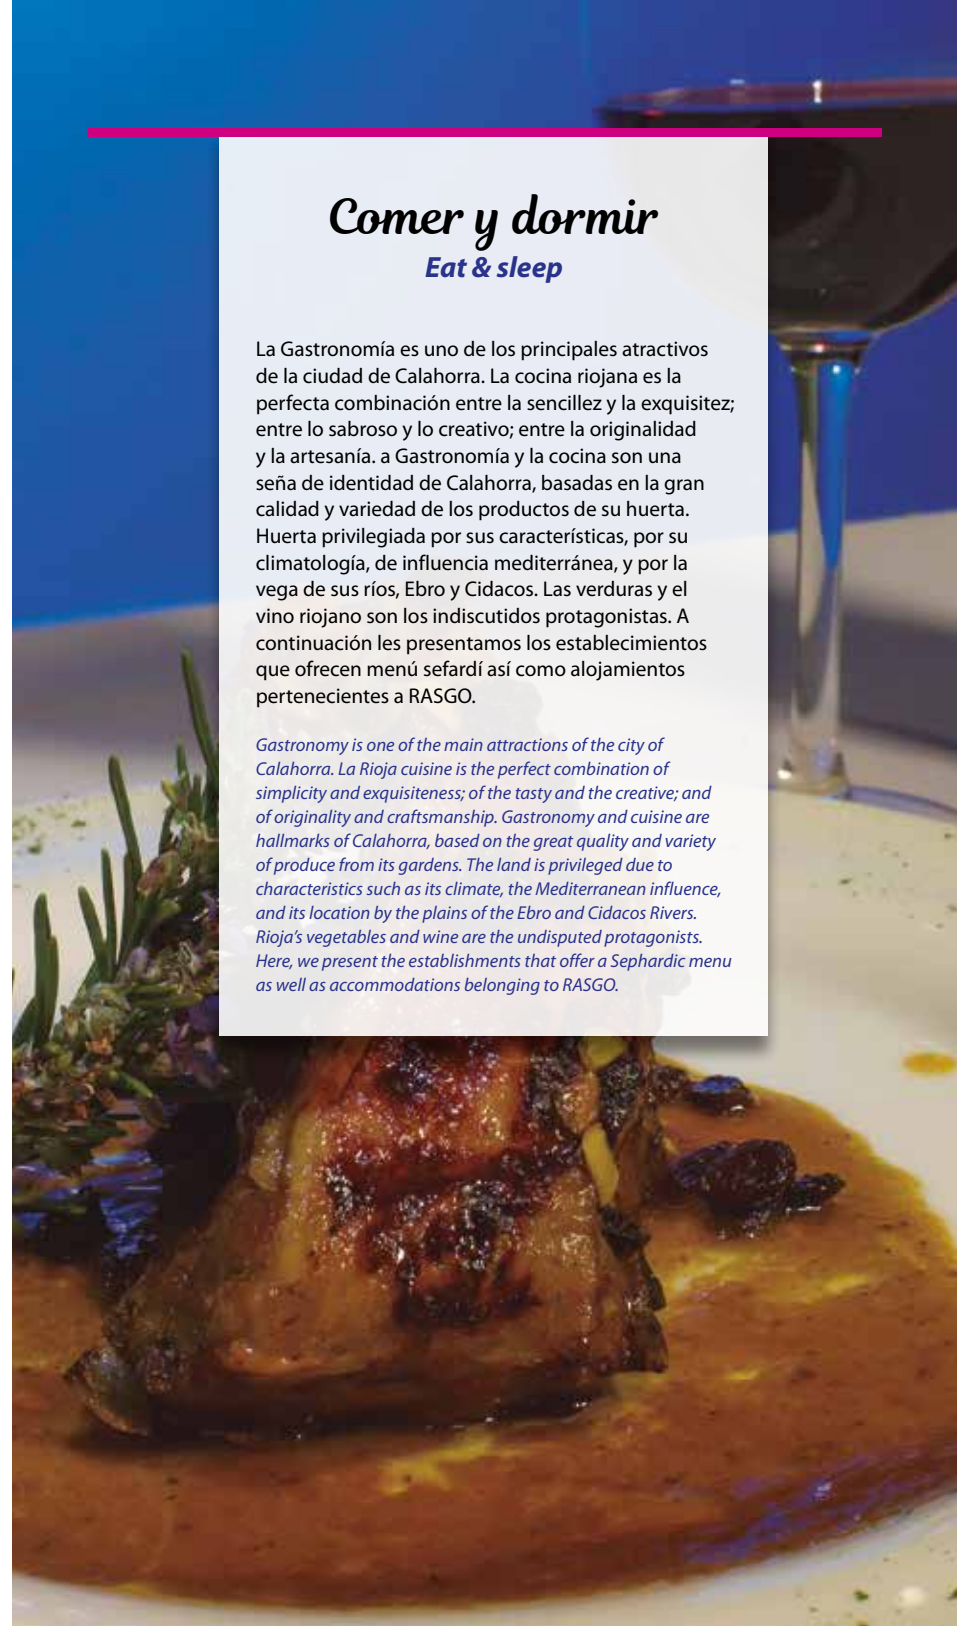 Comer y dormir
Eat & sleep
La Gastronomía es uno de los principales atractivos
de la ciudad de Calahorra. La cocina riojana es la
perfecta combinación entre la sencillez y la exquisitez;
entre lo sabroso y lo creativo; entre la originalidad
y la artesanía. a Gastronomía y la cocina son una
seña de identidad de Calahorra, basadas en la gran
calidad y variedad de los productos de su huerta.
Huerta privilegiada por sus características, por su
climatología, de influencia mediterránea, y por la
vega de sus ríos, Ebro y Cidacos. Las verduras y el
vino riojano son los indiscutidos protagonistas. A
continuación les presentamos los establecimientos
que ofrecen menú sefardí así como alojamientos
pertenecientes a RASGO.
Gastronomy is one of the main attractions of the city of
Calahorra. La Rioja cuisine is the perfect combination of
simplicity and exquisiteness; of the tasty and the creative; and
of originality and craftsmanship. Gastronomy and cuisine are
hallmarks of Calahorra, based on the great quality and variety
of produce from its gardens. The land is privileged due to
characteristics such as its climate, the Mediterranean influence,
and its location by the plains of the Ebro and Cidacos Rivers.
Rioja's vegetables and wine are the undisputed protagonists.
Here, we present the establishments that offer a Sephardic menu
as well as accommodations belonging to RASGO.